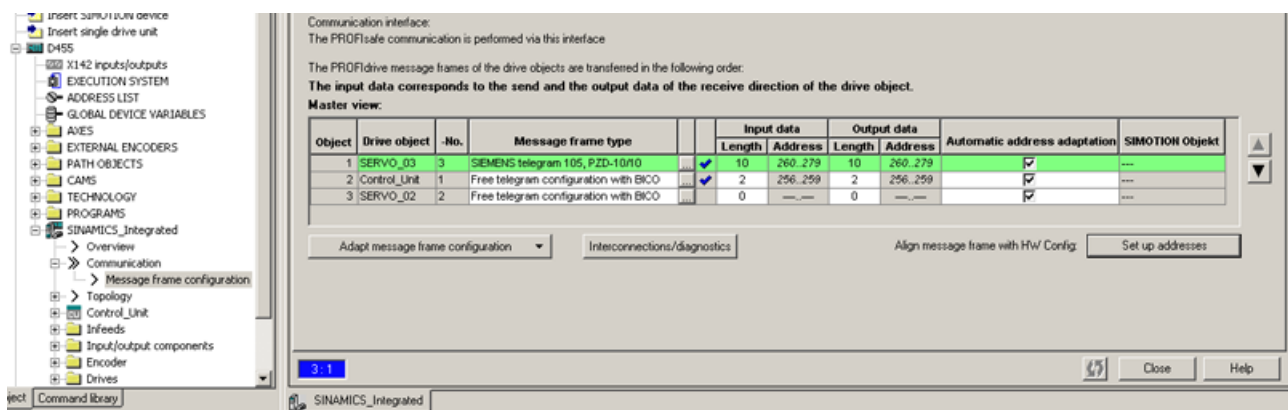 Insert SIMOTION device
Insert single drive unit
D455
X142 inputs/outputs
EXECUTION SYSTEM
ADDRESS LIST
GLOBAL DEVICE VARIABLES
AXES
EXTERNAL ENCODERS
PATH OBJECTS
CAMS
TECHNOLOGY
PROGRAMS
SINAMICS_Integrated
Overview
Communication
Message frame configuration
Topology
Control_Unit
Infeeds
Input/output components
Encoder
Drives
ject Command library
Communication interface:
The PROFIsafe communication is performed via this interface
The PROFIdrive message frames of the drive objects are transferred in the following order:
The input data corresponds to the send and the output data of the receive direction of the drive object.
Master view:
Object Drive object -No. Message frame type Input data Output data Automatic address adaptation SIMOTION Objekt
Length Address Length Address
1 SERVO_03 3 SIEMENS telegram 105, PZD-10/10 ... 10 260..279 10 260..279 ---
2 Control_Unit 1 Free telegram configuration with BICO ... 2 256..259 2 256..259 ---
3 SERVO_02 2 Free telegram configuration with BICO ... 0 ---..--- 0 ---..--- ---
Adapt message frame configuration Interconnections/diagnostics Align message frame with HW Config: Set up addresses
3 : 1 Close Help
SINAMICS_Integrated